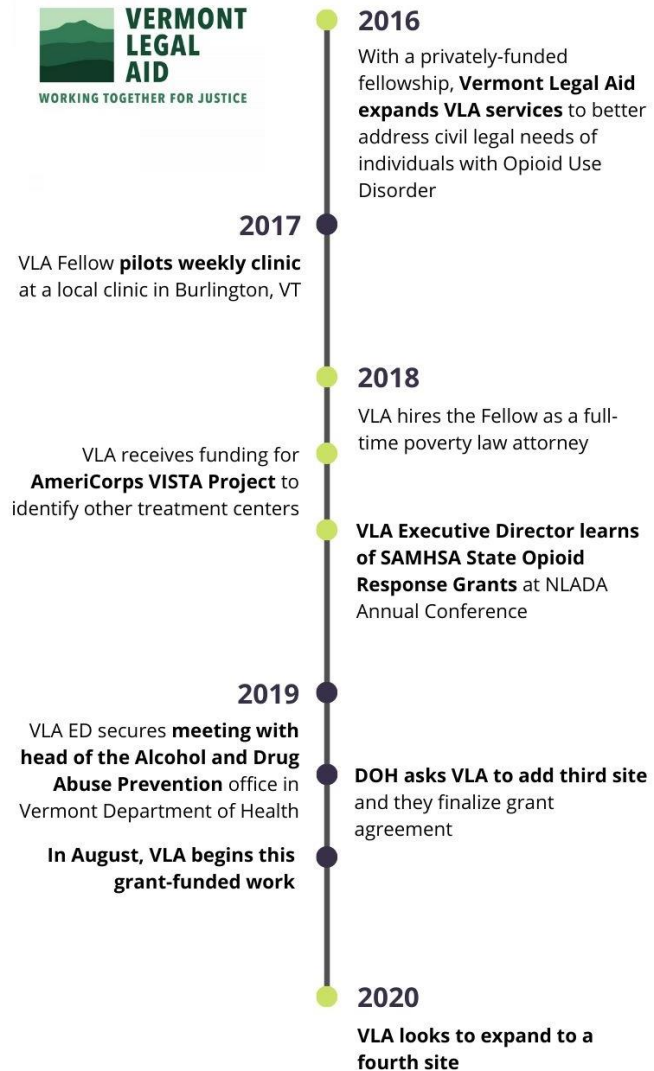 VERMONT
LEGAL
AID
WORKING TOGETHER FOR JUSTICE
2016
With a privately-funded
fellowship, Vermont Legal Aid
expands VLA services to better
address civil legal needs of
individuals with Opioid Use
Disorder
2017
VLA Fellow pilots weekly clinic
at a local clinic in Burlington, VT
2018
VLA hires the Fellow as a full-
time poverty law attorney
VLA receives funding for
AmeriCorps VISTA Project to
identify other treatment centers
VLA Executive Director learns
of SAMHSA State Opioid
Response Grants at NLADA
Annual Conference
2019
VLA ED secures meeting with
head of the Alcohol and Drug
Abuse Prevention office in
Vermont Department of Health
DOH asks VLA to add third site
and they finalize grant
agreement
In August, VLA begins this
grant-funded work
2020
VLA looks to expand to a
fourth site